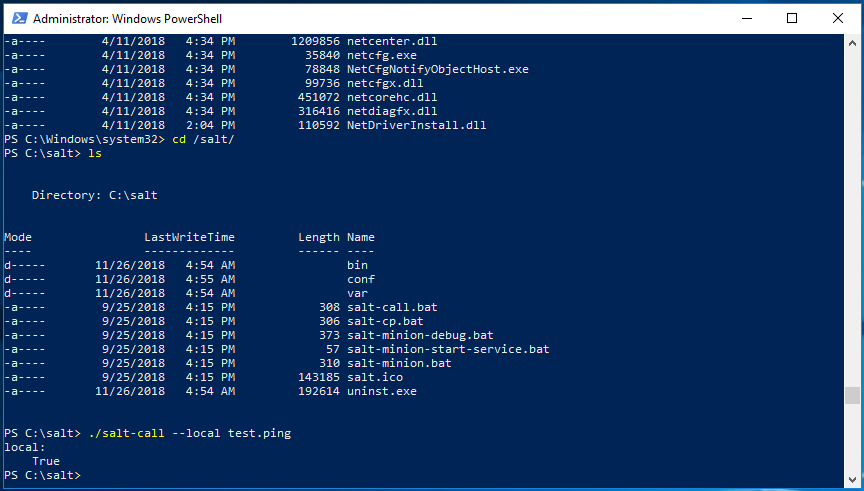 Administrator: Windows PowerShell
-a---- 4/11/2018 4:34 PM 1209856 netcenter.dll
-a---- 4/11/2018 4:34 PM 35840 netcfg.exe
-a---- 4/11/2018 4:34 PM 78848 NetCfgNotifyObjectHost.exe
-a---- 4/11/2018 4:34 PM 99736 netcfgx.dll
-a---- 4/11/2018 4:34 PM 451072 netcorehc.dll
-a---- 4/11/2018 4:34 PM 316416 netdiagfx.dll
-a---- 4/11/2018 2:04 PM 110592 NetDriverInstall.dll
PS C:\Windows\system32> cd /salt/
PS C:\salt> ls
Directory: C:\salt
Mode LastWriteTime Length Name
---- ------------- ------ ----
d----- 11/26/2018 4:54 AM bin
d----- 11/26/2018 4:55 AM conf
d----- 11/26/2018 4:54 AM var
-a---- 9/25/2018 4:15 PM 308 salt-call.bat
-a---- 9/25/2018 4:15 PM 306 salt-cp.bat
-a---- 9/25/2018 4:15 PM 373 salt-minion-debug.bat
-a---- 9/25/2018 4:15 PM 57 salt-minion-start-service.bat
-a---- 9/25/2018 4:15 PM 310 salt-minion.bat
-a---- 9/25/2018 4:15 PM 143185 salt.ico
-a---- 11/26/2018 4:54 AM 192614 uninst.exe
PS C:\salt> ./salt-call --local test.ping
local:
True
PS C:\salt>